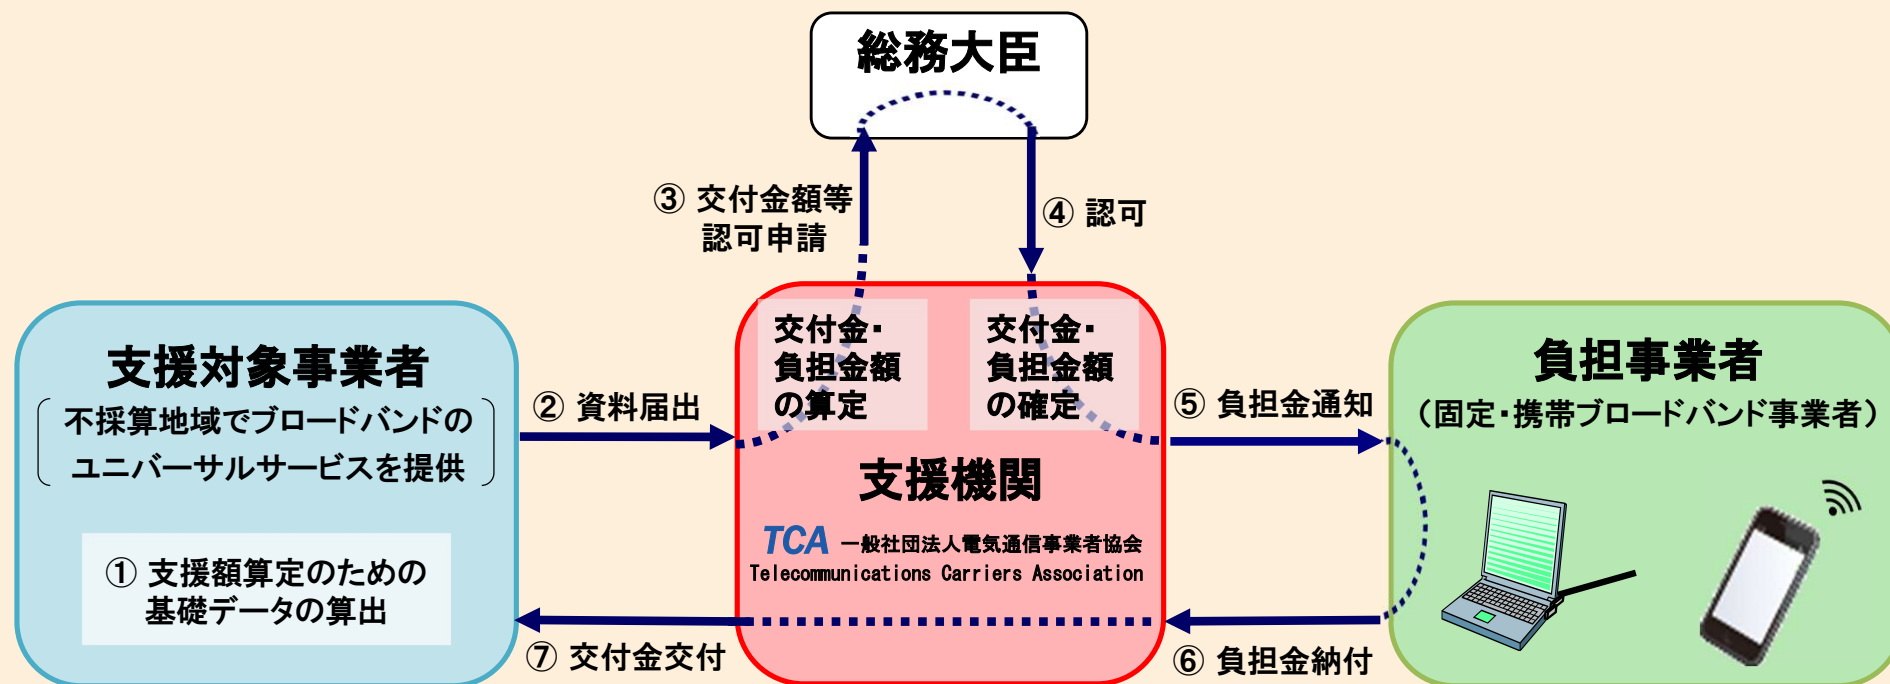 総務大臣
③ 交付金額等
認可申請
④ 認可
支援対象事業者
不採算地域でブロードバンドの
ユニバーサルサービスを提供
① 支援額算定のための
基礎データの算出
② 資料届出
交付金・
負担金額
の算定
交付金・
負担金額
の確定
支援機関
TCA 一般社団法人電気通信事業者協会
Telecommunications Carriers Association
⑤ 負担金通知
負担事業者
（固定・携帯ブロードバンド事業者）
⑥ 負担金納付
⑦ 交付金交付